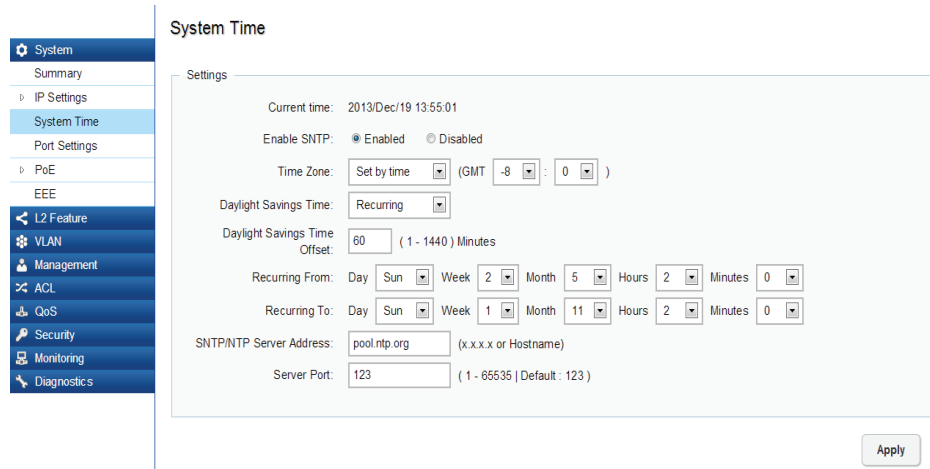 System Time
System
Summary
IP Settings
System Time
Port Settings
PoE
EEE
L2 Feature
VLAN
Management
ACL
QoS
Security
Monitoring
Diagnostics
Settings
Current time: 2013/Dec/19 13:55:01
Enable SNTP: Enabled Disabled
Time Zone: Set by time (GMT -8 : 0 )
Daylight Savings Time: Recurring
Daylight Savings Time
Offset: 60 ( 1 - 1440 ) Minutes
Recurring From: Day Sun Week 2 Month 5 Hours 2 Minutes 0
Recurring To: Day Sun Week 1 Month 11 Hours 2 Minutes 0
SNTP/NTP Server Address: pool.ntp.org (x.x.x.x or Hostname)
Server Port: 123 ( 1 - 65535 | Default : 123 )
Apply